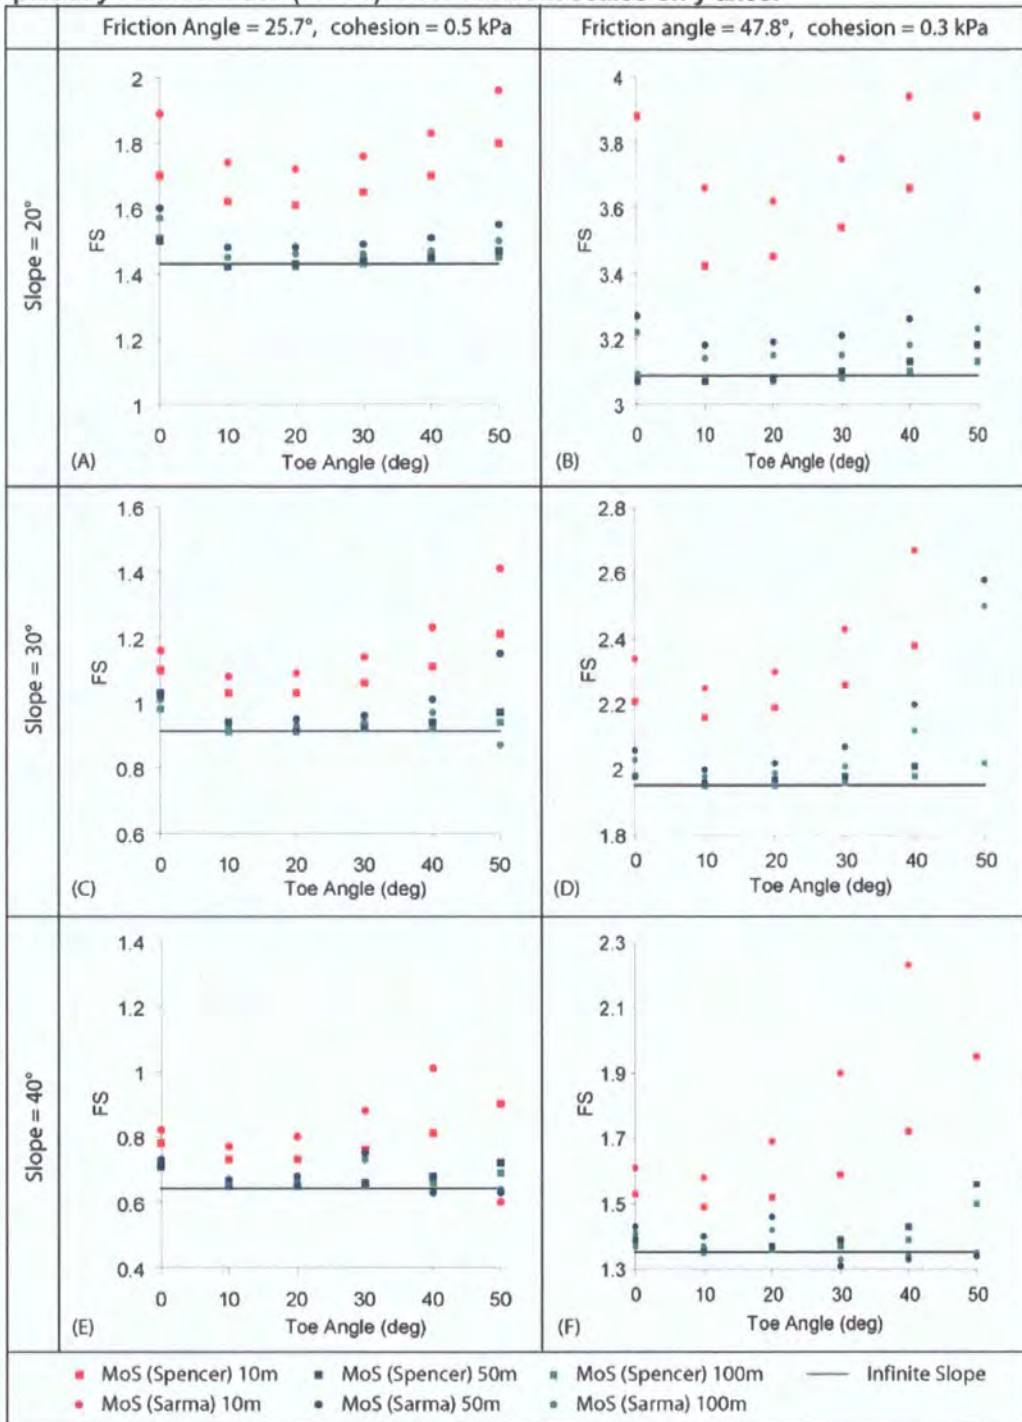 Friction Angle = 25.7°, cohesion = 0.5 kPa
Friction angle = 47.8°, cohesion = 0.3 kPa
Slope = 20°
2
1.8
1.6
1.4
1.2
1
FS
0 10 20 30 40 50
(A) Toe Angle (deg)
4
3.8
3.6
3.4
3.2
3
FS
0 10 20 30 40 50
(B) Toe Angle (deg)
Slope = 30°
1.6
1.4
1.2
1
0.8
0.6
FS
0 10 20 30 40 50
(C) Toe Angle (deg)
2.8
2.6
2.4
2.2
2
1.8
FS
0 10 20 30 40 50
(D) Toe Angle (deg)
Slope = 40°
1.4
1.2
1
0.8
0.6
0.4
FS
0 10 20 30 40 50
(E) Toe Angle (deg)
2.3
2.1
1.9
1.7
1.5
1.3
FS
0 10 20 30 40 50
(F) Toe Angle (deg)
MoS (Spencer) 10m MoS (Spencer) 50m MoS (Spencer) 100m Infinite Slope
MoS (Sarma) 10m MoS (Sarma) 50m MoS (Sarma) 100m